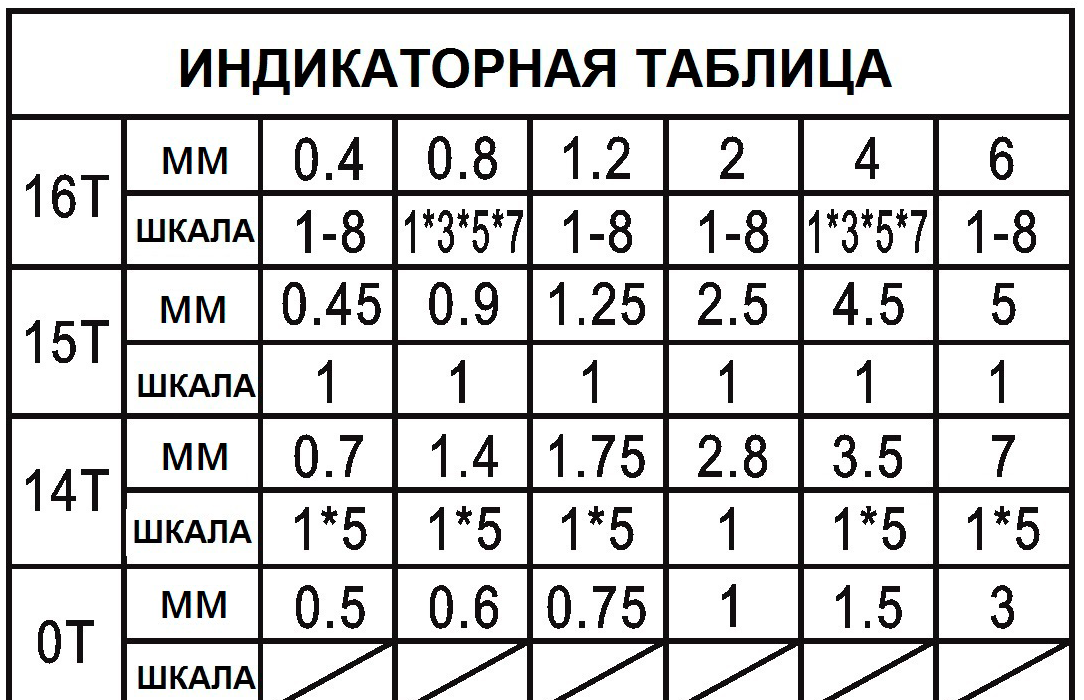 ИНДИКАТОРНАЯ ТАБЛИЦА
16Т ММ 0.4 0.8 1.2 2 4 6
ШКАЛА 1-8 1*3*5*7 1-8 1-8 1*3*5*7 1-8
15Т ММ 0.45 0.9 1.25 2.5 4.5 5
ШКАЛА 1 1 1 1 1 1
14Т ММ 0.7 1.4 1.75 2.8 3.5 7
ШКАЛА 1*5 1*5 1*5 1 1*5 1*5
0Т ММ 0.5 0.6 0.75 1 1.5 3
ШКАЛА